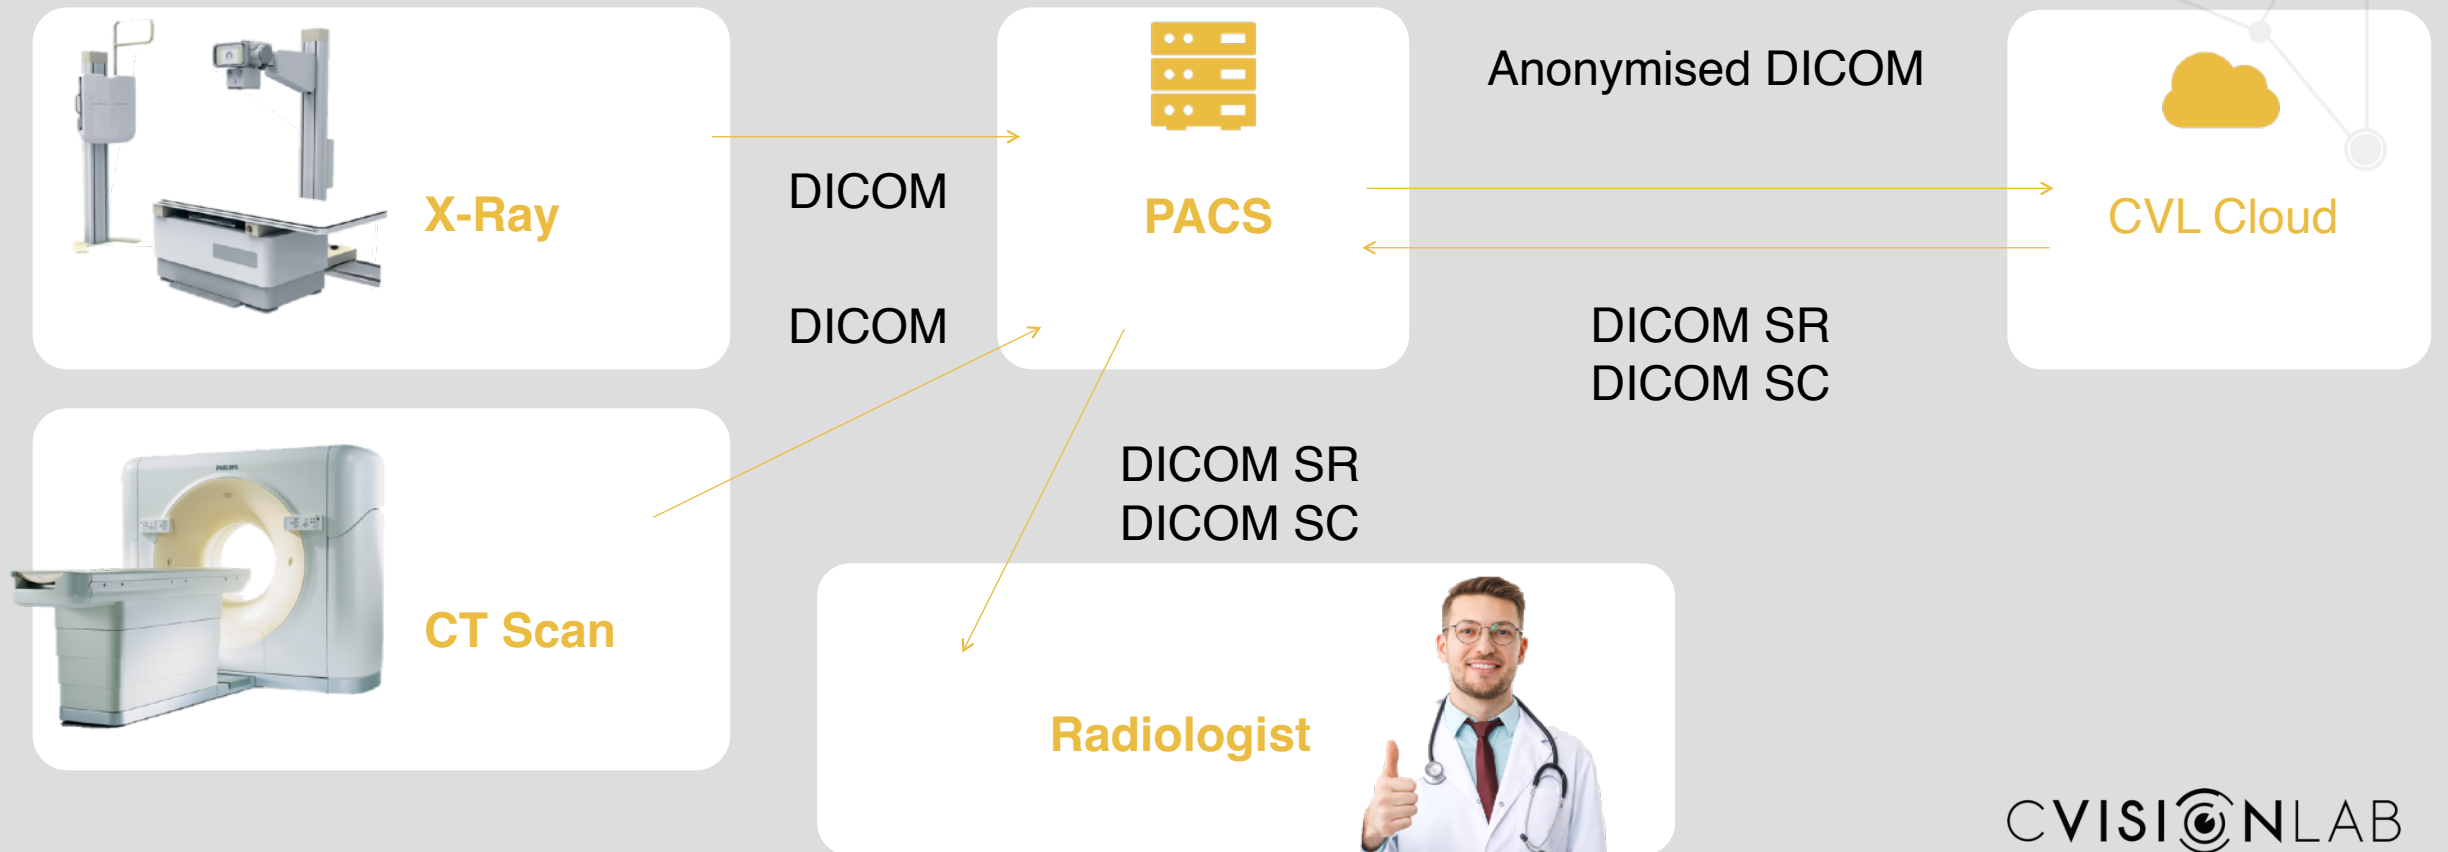 X-Ray
DICOM
DICOM
PACS
Anonymised DICOM
CVL Cloud
DICOM SR
DICOM SC
DICOM SR
DICOM SC
PHILIPS
CT Scan
Radiologist
CVISIONLAB